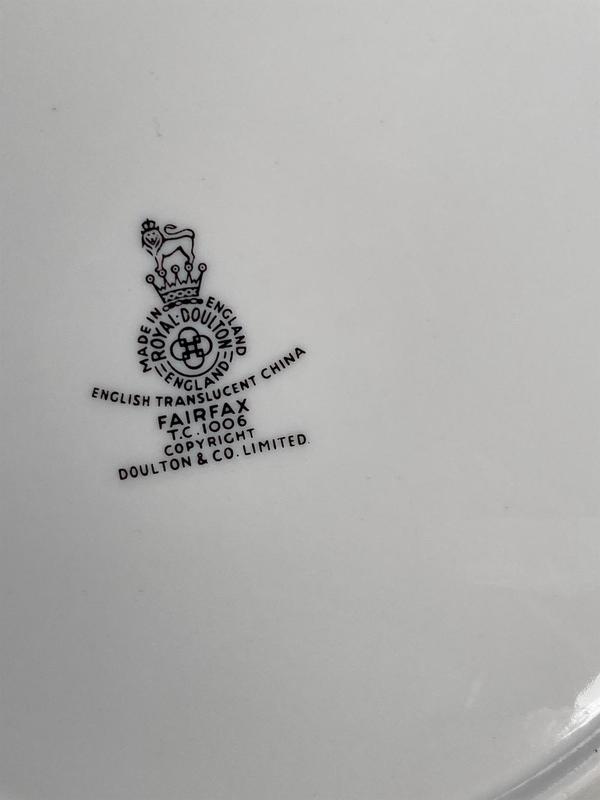 MADE IN ENGLAND
ROYAL·DOULTON
ENGLAND
ENGLISH TRANSLUCENT CHINA
FAIRFAX
T.C.1006
COPYRIGHT
DOULTON & CO. LIMITED.